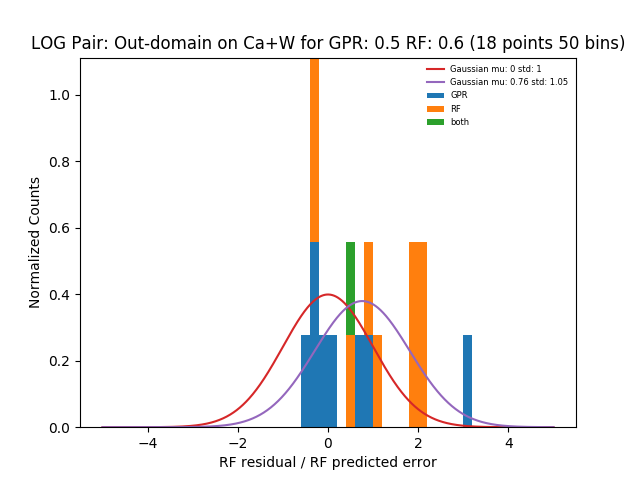 LOG Pair: Out-domain on Ca+W for GPR: 0.5 RF: 0.6 (18 points 50 bins)
Gaussian mu: 0 std: 1
Gaussian mu: 0.76 std: 1.05
GPR
RF
both
Normalized Counts
1.0
0.8
0.6
0.4
0.2
0.0
−4 −2 0 2 4
RF residual / RF predicted error